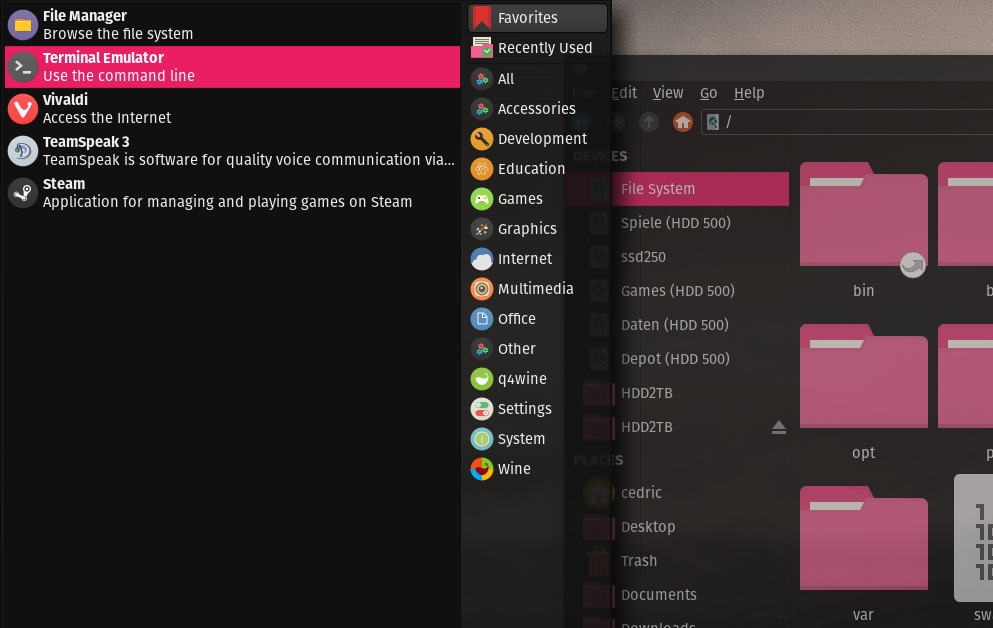 File Manager
Browse the file system
Terminal Emulator
Use the command line
Vivaldi
Access the Internet
TeamSpeak 3
TeamSpeak is software for quality voice communication via...
Steam
Application for managing and playing games on Steam
Favorites
Recently Used
All
Accessories
Development
Education
Games
Graphics
Internet
Multimedia
Office
Other
q4wine
Settings
System
Wine
File Edit View Go Help
/
DEVICES
File System
Spiele (HDD 500)
ssd250
Games (HDD 500)
Daten (HDD 500)
Depot (HDD 500)
HDD2TB
HDD2TB
PLACES
cedric
Desktop
Trash
Documents
Downloads
bin
opt
var